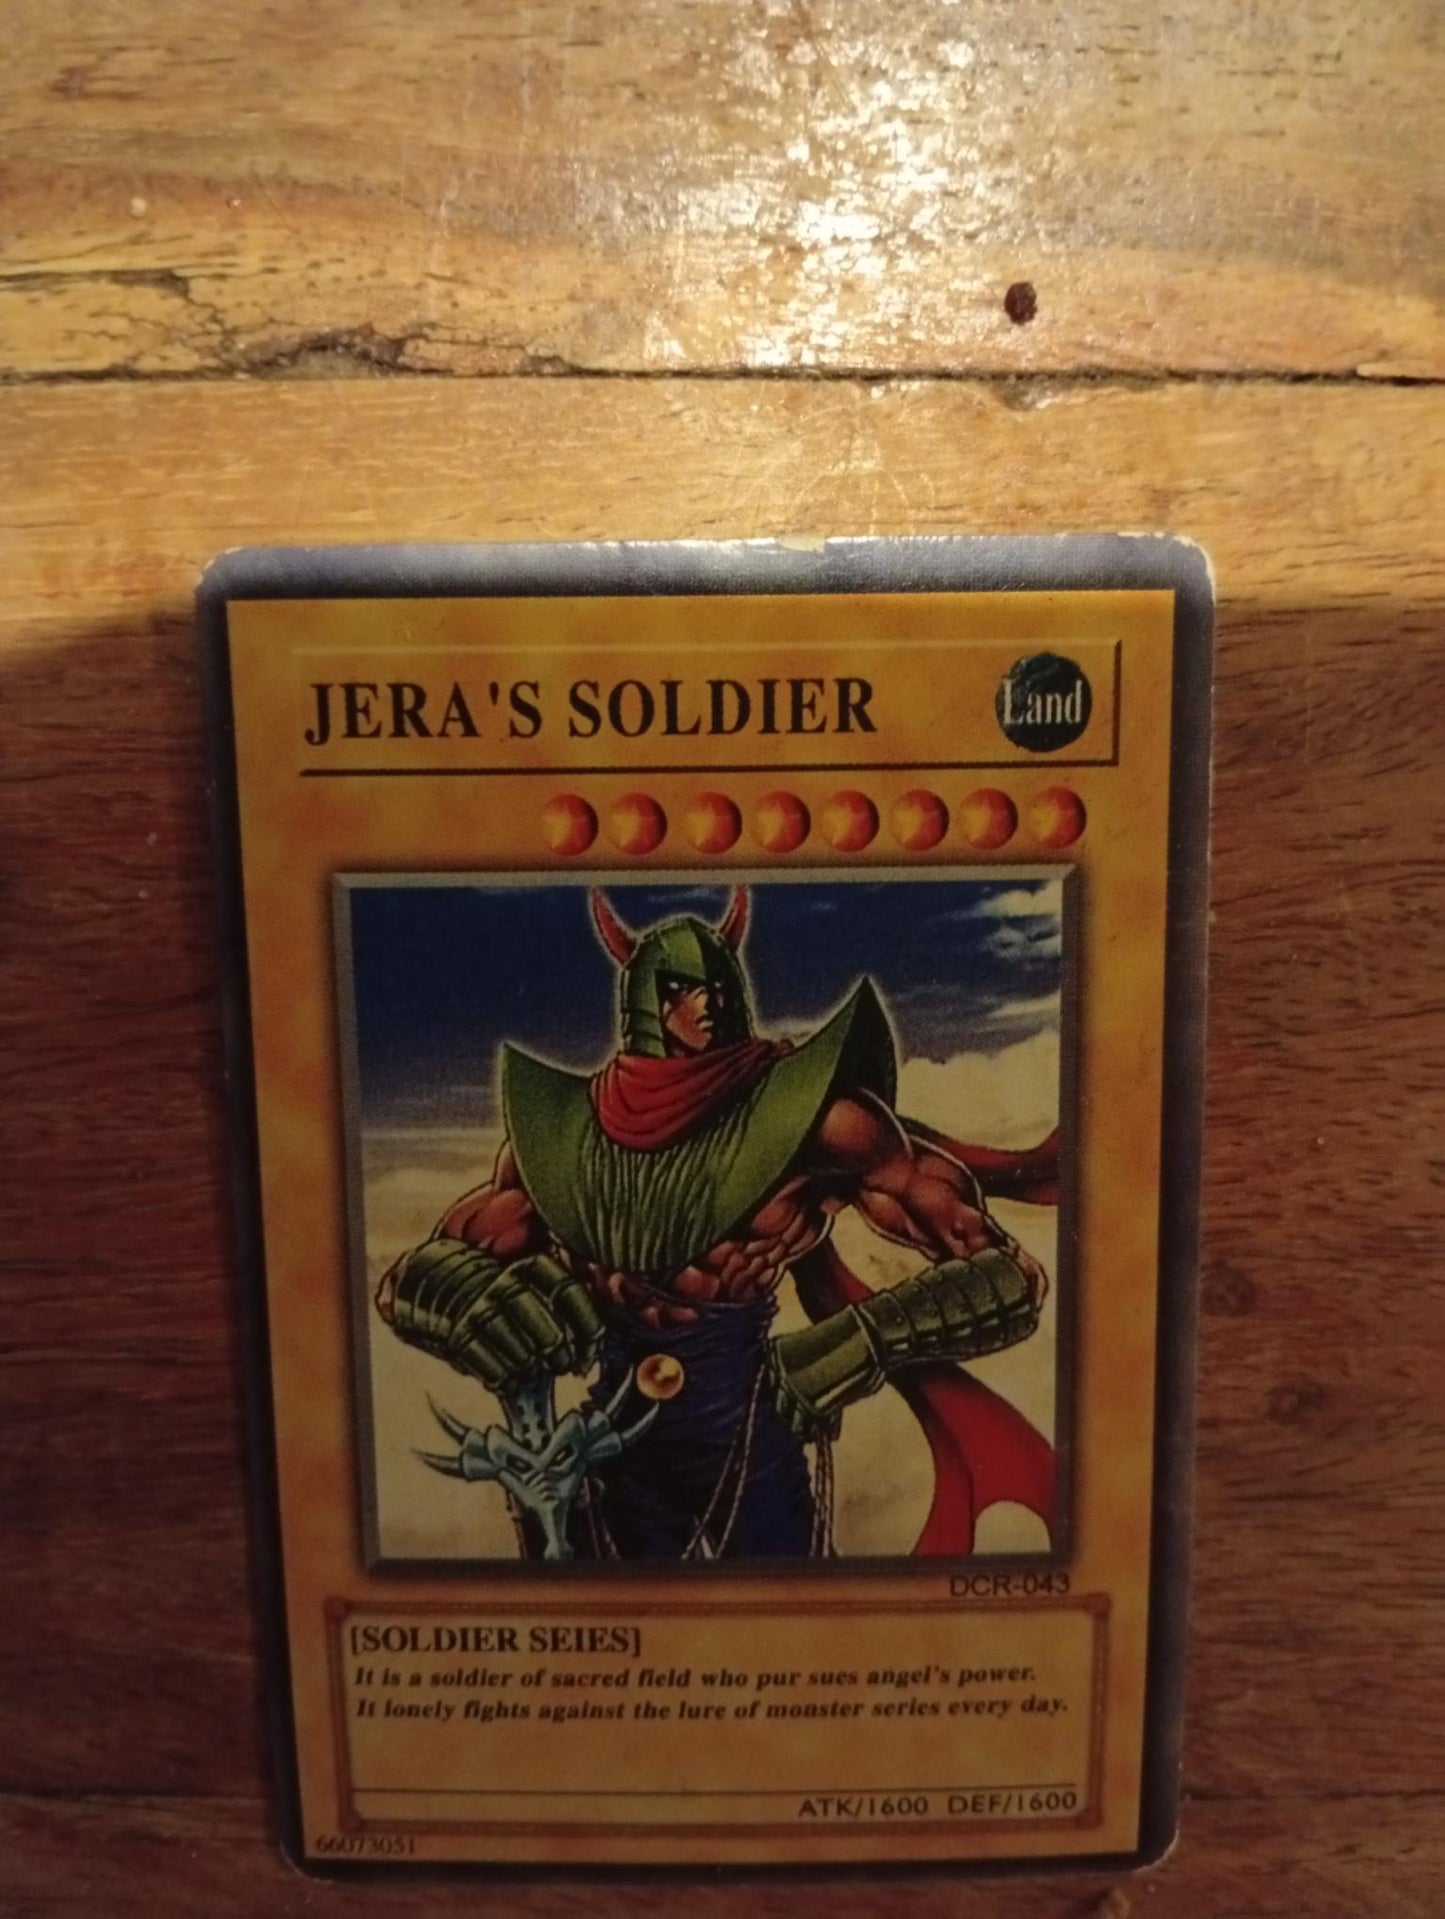 JERA'S SOLDIER
Land
DCR-043
[SOLDIER SEIES]
It is a soldier of sacred field who pur sues angel's power.
It lonely fights against the lure of monster series every day.
ATK/1600 DEF/1600
66073051